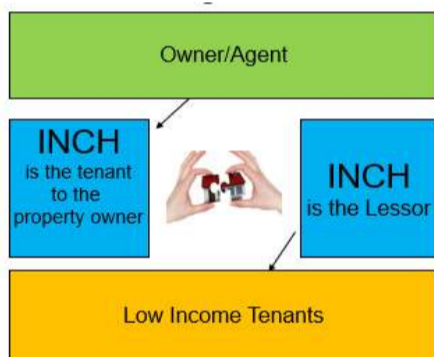 Owner/Agent
INCH
is the tenant
to the
property owner
INCH
is the Lessor
Low Income Tenants